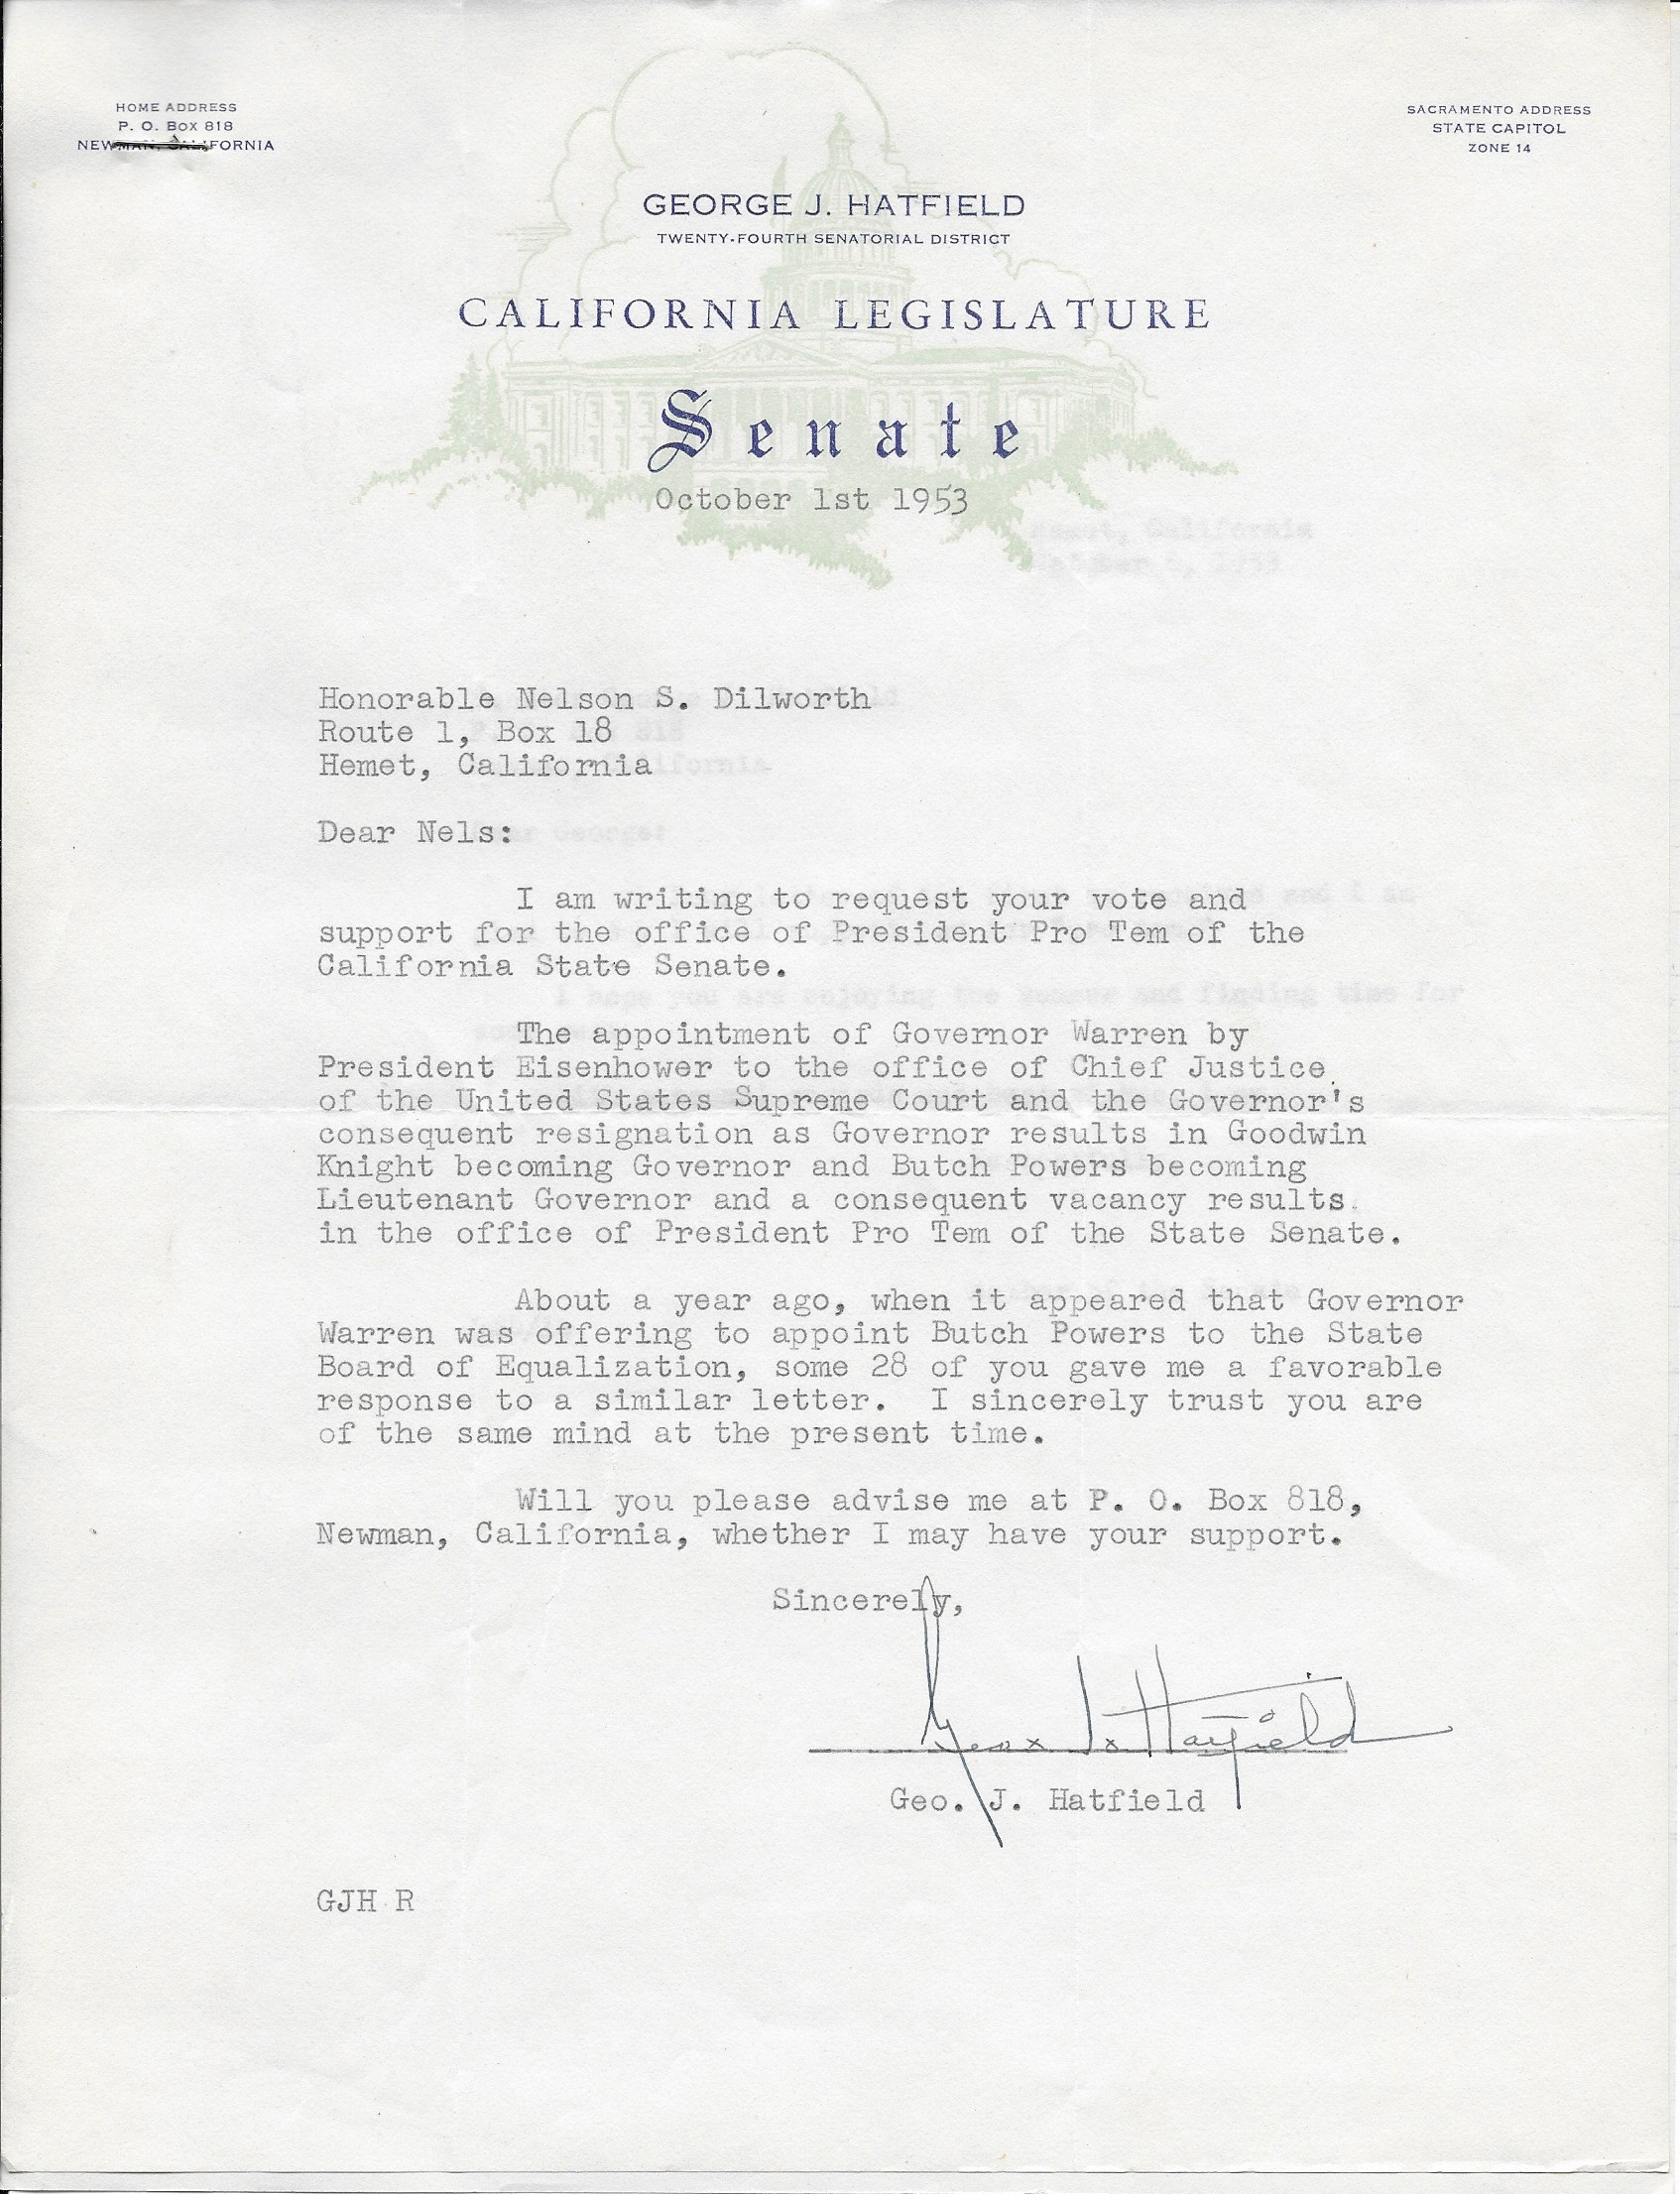 HOME ADDRESS
P. O. BOX 818
NEWMAN, CALIFORNIA
SACRAMENTO ADDRESS
STATE CAPITOL
ZONE 14
GEORGE J. HATFIELD
TWENTY-FOURTH SENATORIAL DISTRICT
CALIFORNIA LEGISLATURE
Senate
October 1st 1953
Honorable Nelson S. Dilworth
Route 1, Box 18
Hemet, California
Dear Nels:
I am writing to request your vote and
support for the office of President Pro Tem of the
California State Senate.
The appointment of Governor Warren by
President Eisenhower to the office of Chief Justice
of the United States Supreme Court and the Governor's
consequent resignation as Governor results in Goodwin
Knight becoming Governor and Butch Powers becoming
Lieutenant Governor and a consequent vacancy results
in the office of President Pro Tem of the State Senate.
About a year ago, when it appeared that Governor
Warren was offering to appoint Butch Powers to the State
Board of Equalization, some 28 of you gave me a favorable
response to a similar letter. I sincerely trust you are
of the same mind at the present time.
Will you please advise me at P. O. Box 818,
Newman, California, whether I may have your support.
Sincerely,
Geo J Hatfield
Geo. J. Hatfield
GJH R